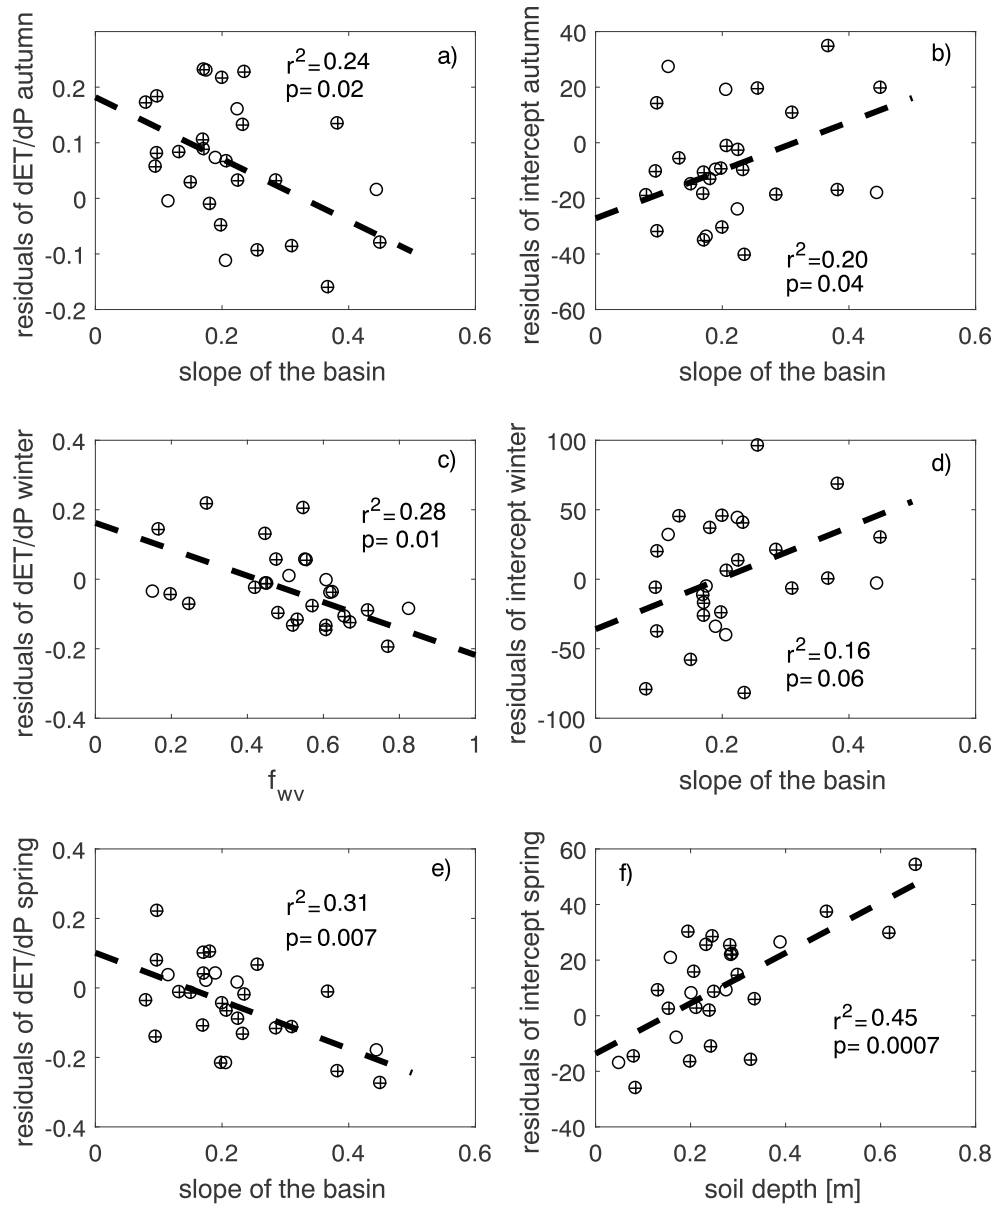 a)
r²=0.24
p= 0.02
residuals of dET/dP autumn
0.2
0.1
0
-0.1
-0.2
0 0.2 0.4 0.6
slope of the basin
b)
r²=0.20
p= 0.04
residuals of intercept autumn
40
20
0
-20
-40
-60
0 0.2 0.4 0.6
slope of the basin
c)
r²=0.28
p= 0.01
residuals of dET/dP winter
0.4
0.2
0
-0.2
-0.4
0 0.2 0.4 0.6 0.8 1
f_wv
d)
r²=0.16
p= 0.06
residuals of intercept winter
100
50
0
-50
-100
0 0.2 0.4 0.6
slope of the basin
e)
r²=0.31
p= 0.007
residuals of dET/dP spring
0.4
0.2
0
-0.2
-0.4
0 0.2 0.4 0.6
slope of the basin
f)
r²=0.45
p= 0.0007
residuals of intercept spring
60
40
20
0
-20
-40
0 0.2 0.4 0.6 0.8
soil depth [m]